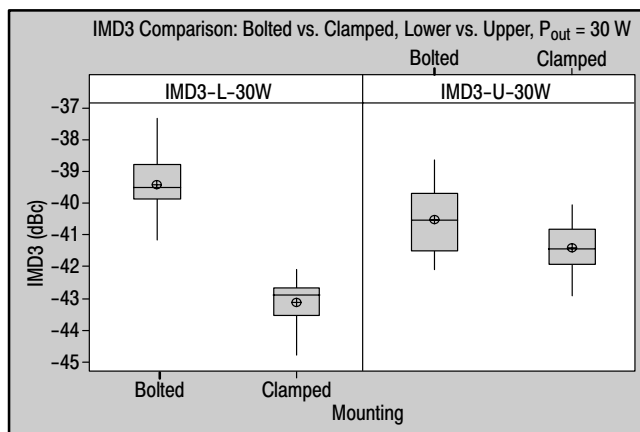 IMD3 Comparison: Bolted vs. Clamped, Lower vs. Upper, Pout = 30 W
Bolted Clamped
IMD3-L-30W IMD3-U-30W
IMD3 (dBc)
-37
-38
-39
-40
-41
-42
-43
-44
-45
Bolted Clamped
Mounting